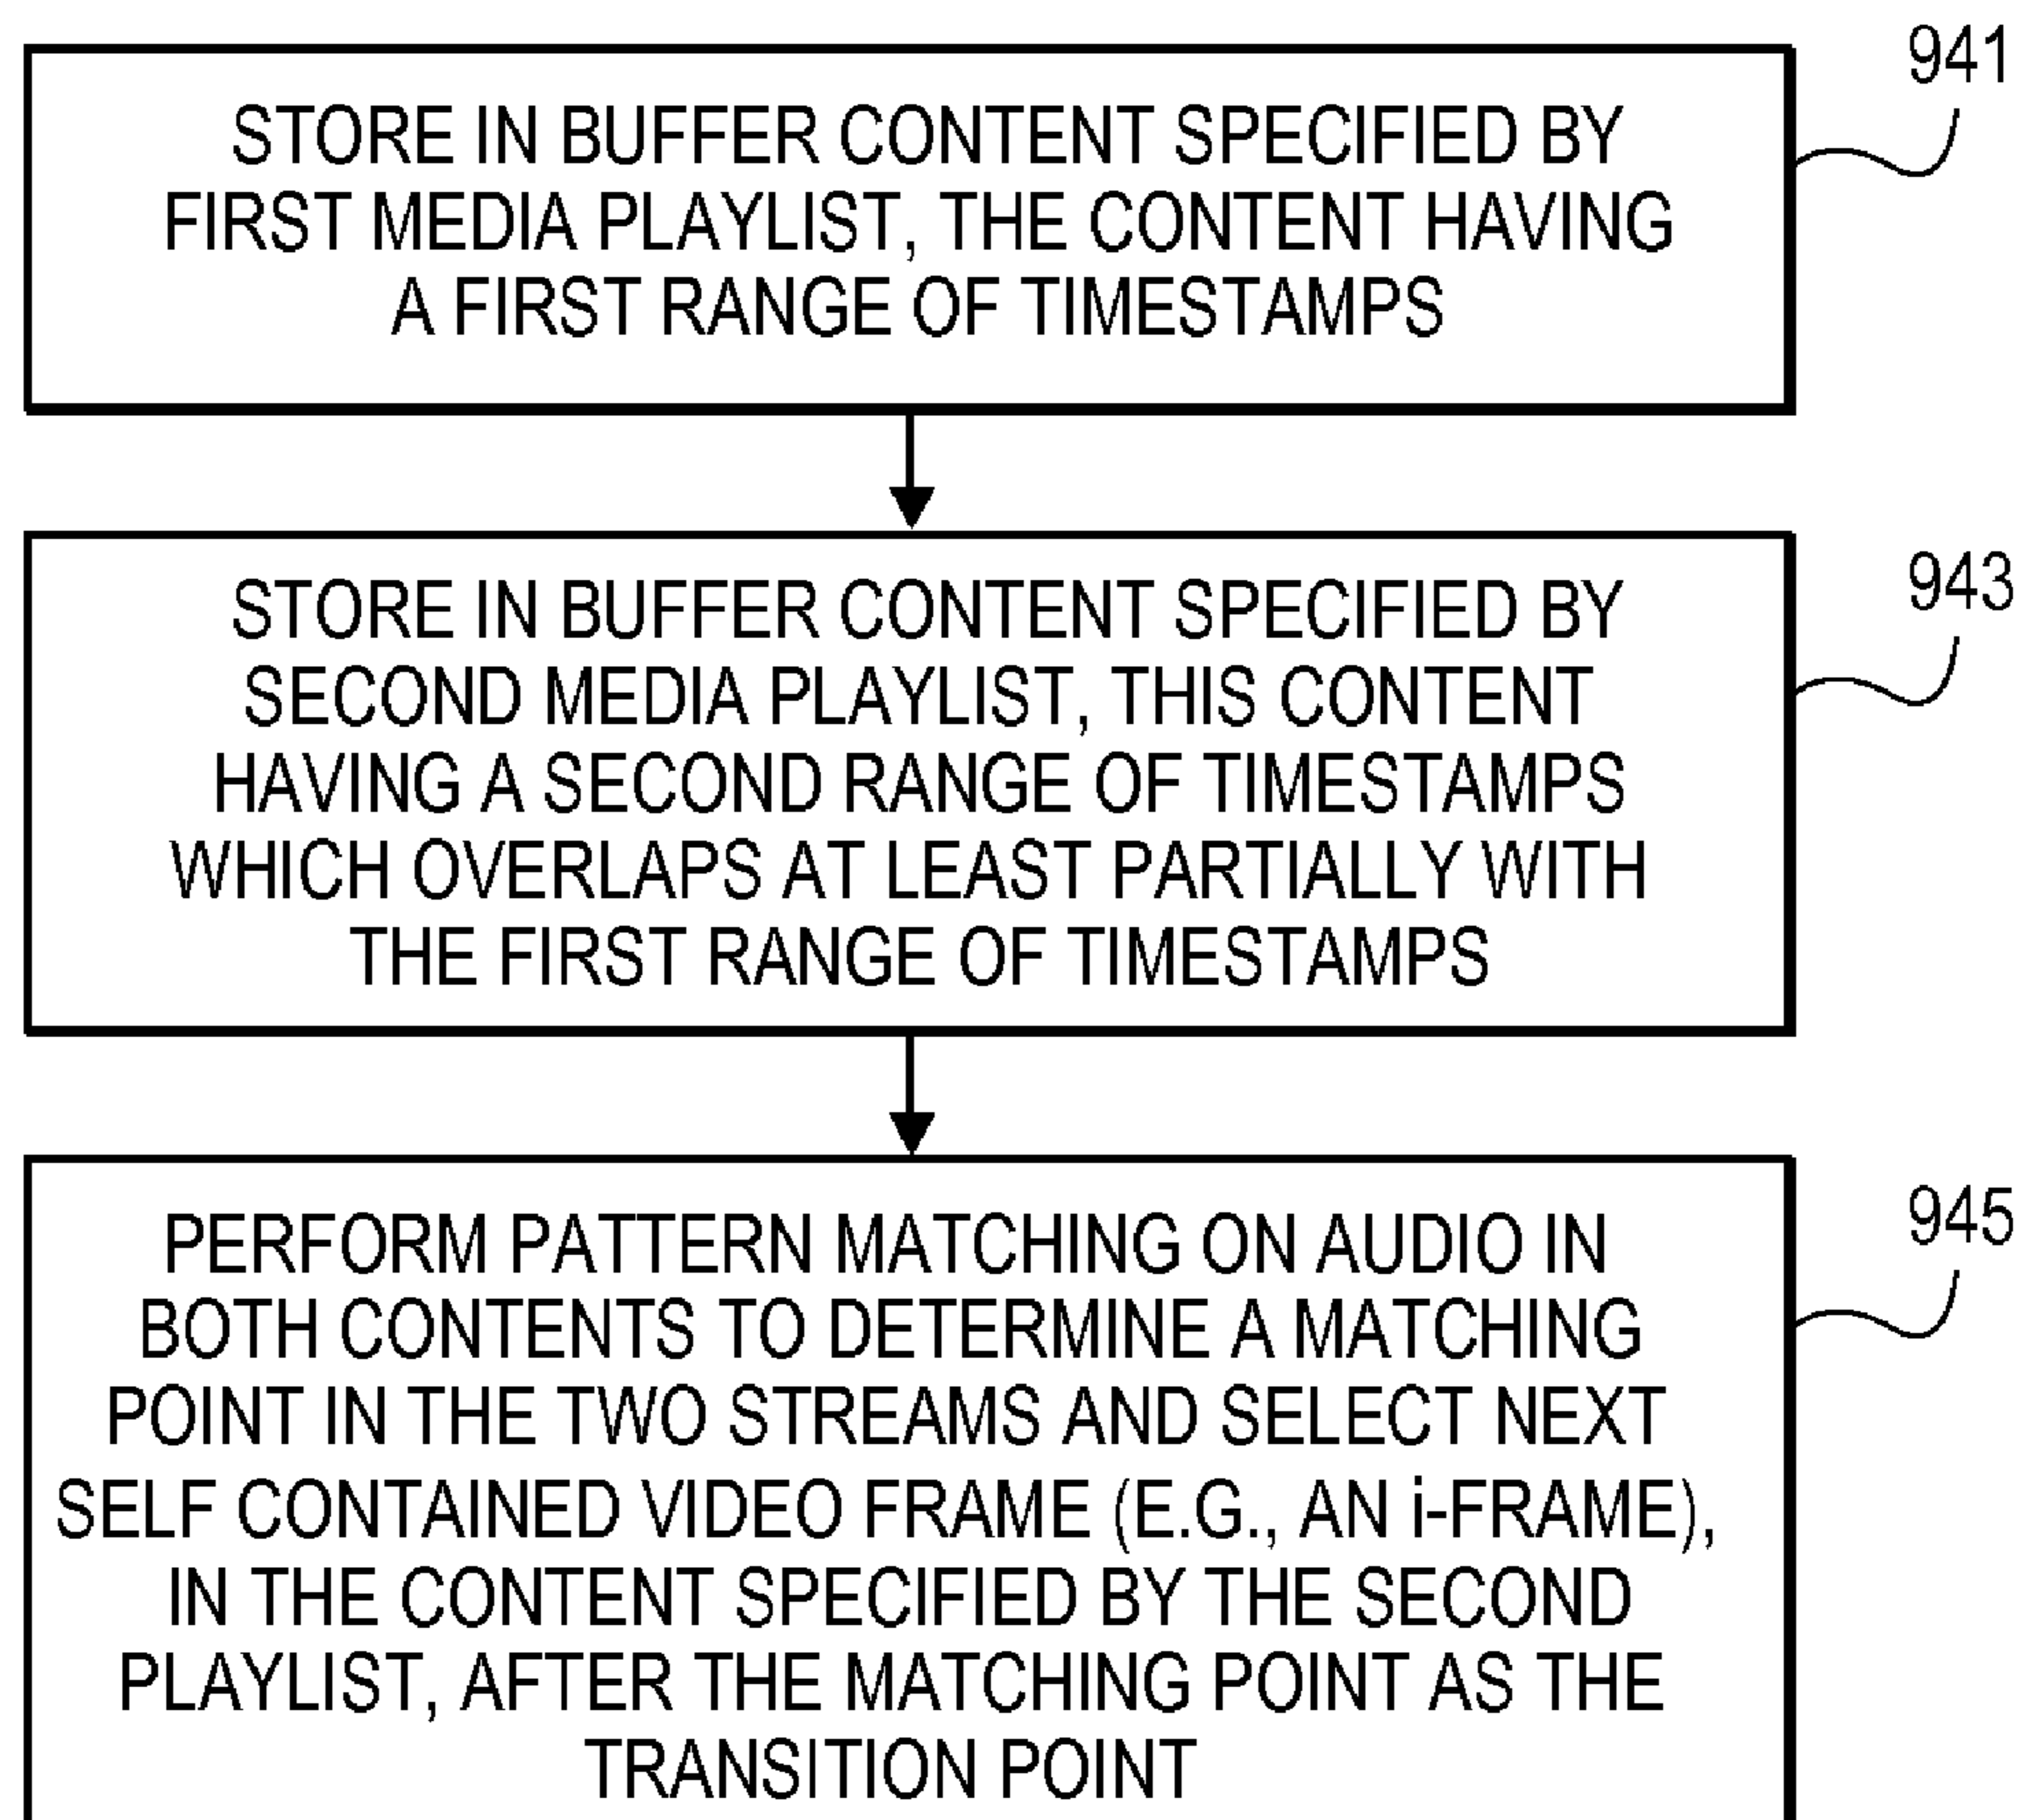 941
STORE IN BUFFER CONTENT SPECIFIED BY
FIRST MEDIA PLAYLIST, THE CONTENT HAVING
A FIRST RANGE OF TIMESTAMPS
943
STORE IN BUFFER CONTENT SPECIFIED BY
SECOND MEDIA PLAYLIST, THIS CONTENT
HAVING A SECOND RANGE OF TIMESTAMPS
WHICH OVERLAPS AT LEAST PARTIALLY WITH
THE FIRST RANGE OF TIMESTAMPS
945
PERFORM PATTERN MATCHING ON AUDIO IN
BOTH CONTENTS TO DETERMINE A MATCHING
POINT IN THE TWO STREAMS AND SELECT NEXT
SELF CONTAINED VIDEO FRAME (E.G., AN i-FRAME),
IN THE CONTENT SPECIFIED BY THE SECOND
PLAYLIST, AFTER THE MATCHING POINT AS THE
TRANSITION POINT